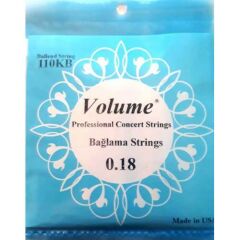 Ballend String
110KB
Volume®
Professional Concert Strings
Bağlama Strings
0.18
Made in USA